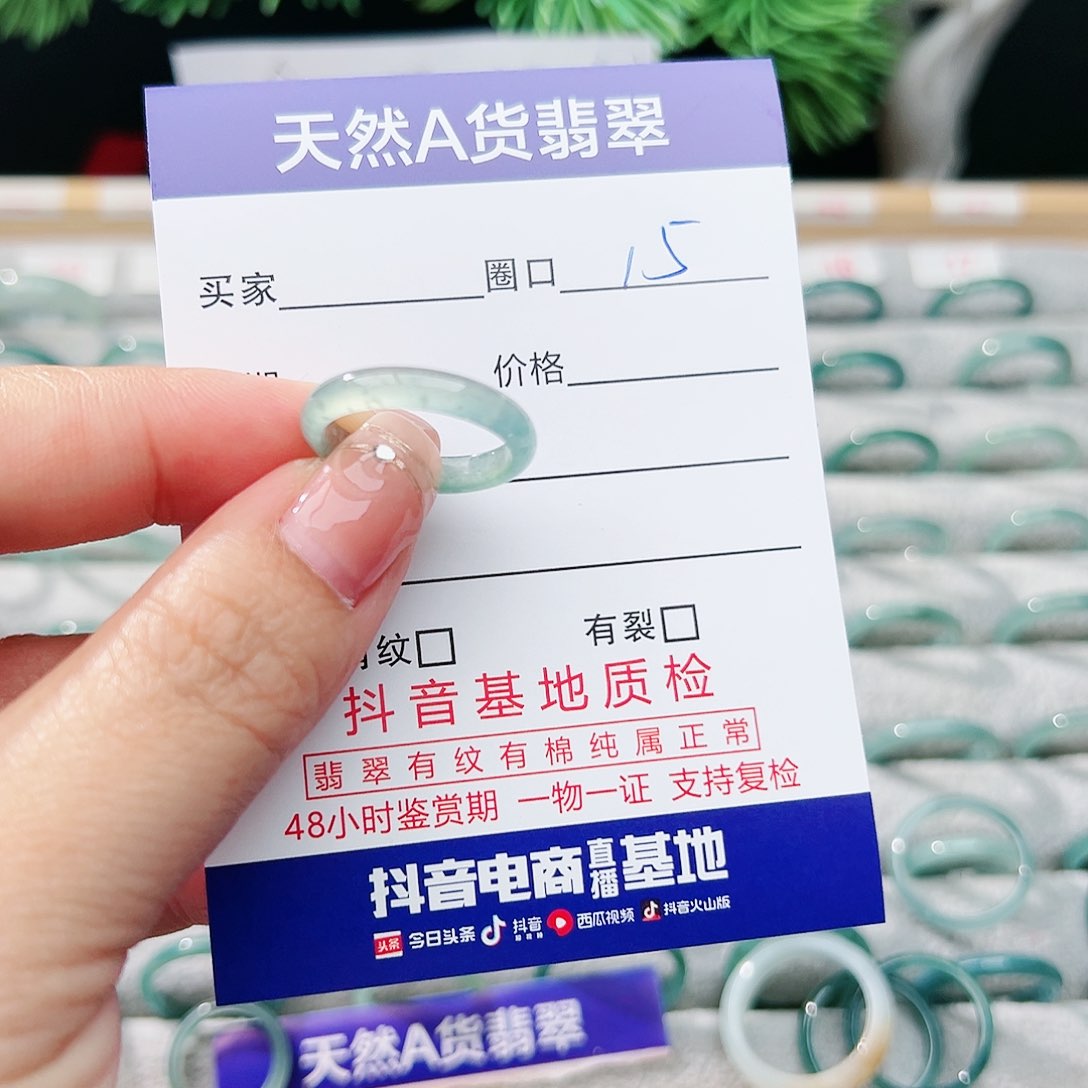 天然A货翡翠
买家 圈口 15
价格
纹□ 有裂□
抖音基地质检
翡翠有纹有棉纯属正常
48小时鉴赏期 一物一证 支持复检
抖音电商直播基地
头条 今日头条 抖音 西瓜视频 抖音火山版
天然A货翡翠